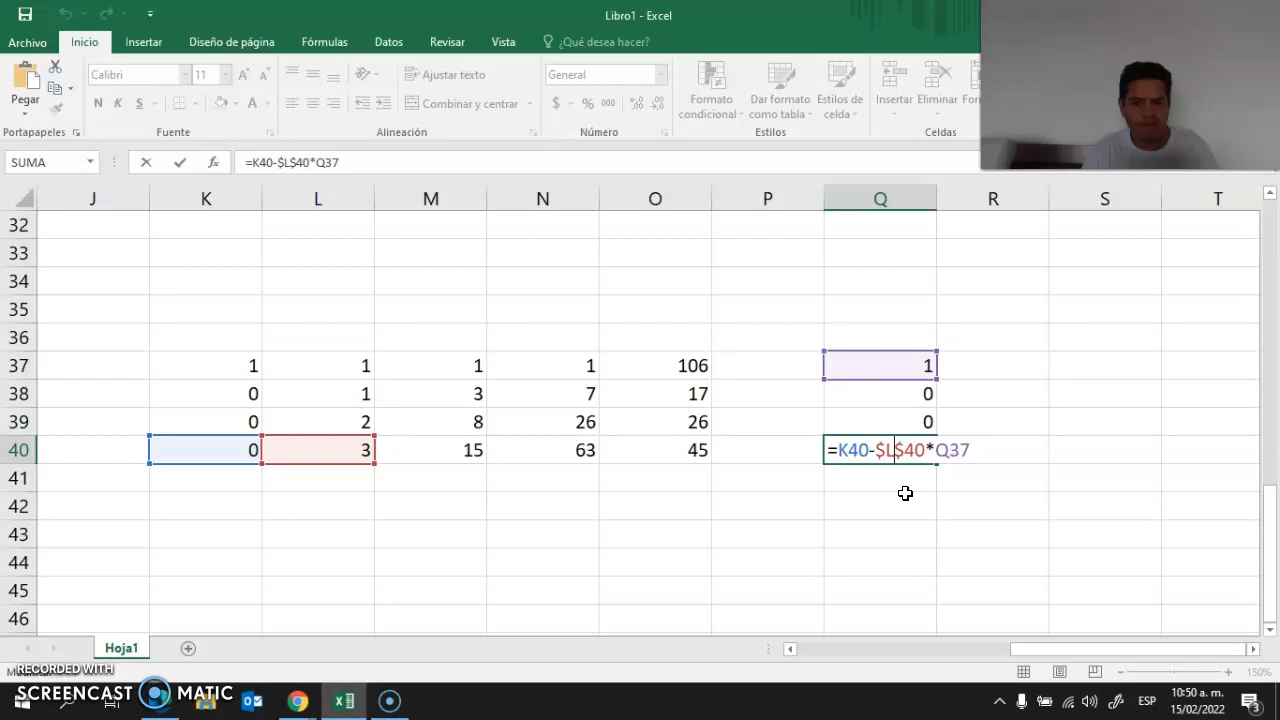 Libro1 - Excel
Archivo Inicio Insertar Diseño de página Fórmulas Datos Revisar Vista ¿Qué desea hacer?
Calibri 11 Ajustar texto General
Pegar N K S Combinar y centrar $ % 000 Formato condicional Dar formato como tabla Estilos de celda Insertar Eliminar
Portapapeles Fuente Alineación Número Estilos Celdas
SUMA fx =K40-$L$40*Q37
J K L M N O P Q R S T
32
33
34
35
36
37 1 1 1 1 106 1
38 0 1 3 7 17 0
39 0 2 8 26 26 0
40 0 3 15 63 45 =K40-$L$40*Q37
41
42
43
44
45
46
Hoja1
RECORDED WITH
150%
SCREENCAST MATIC
ESP
10:50 a. m.
15/02/2022
3